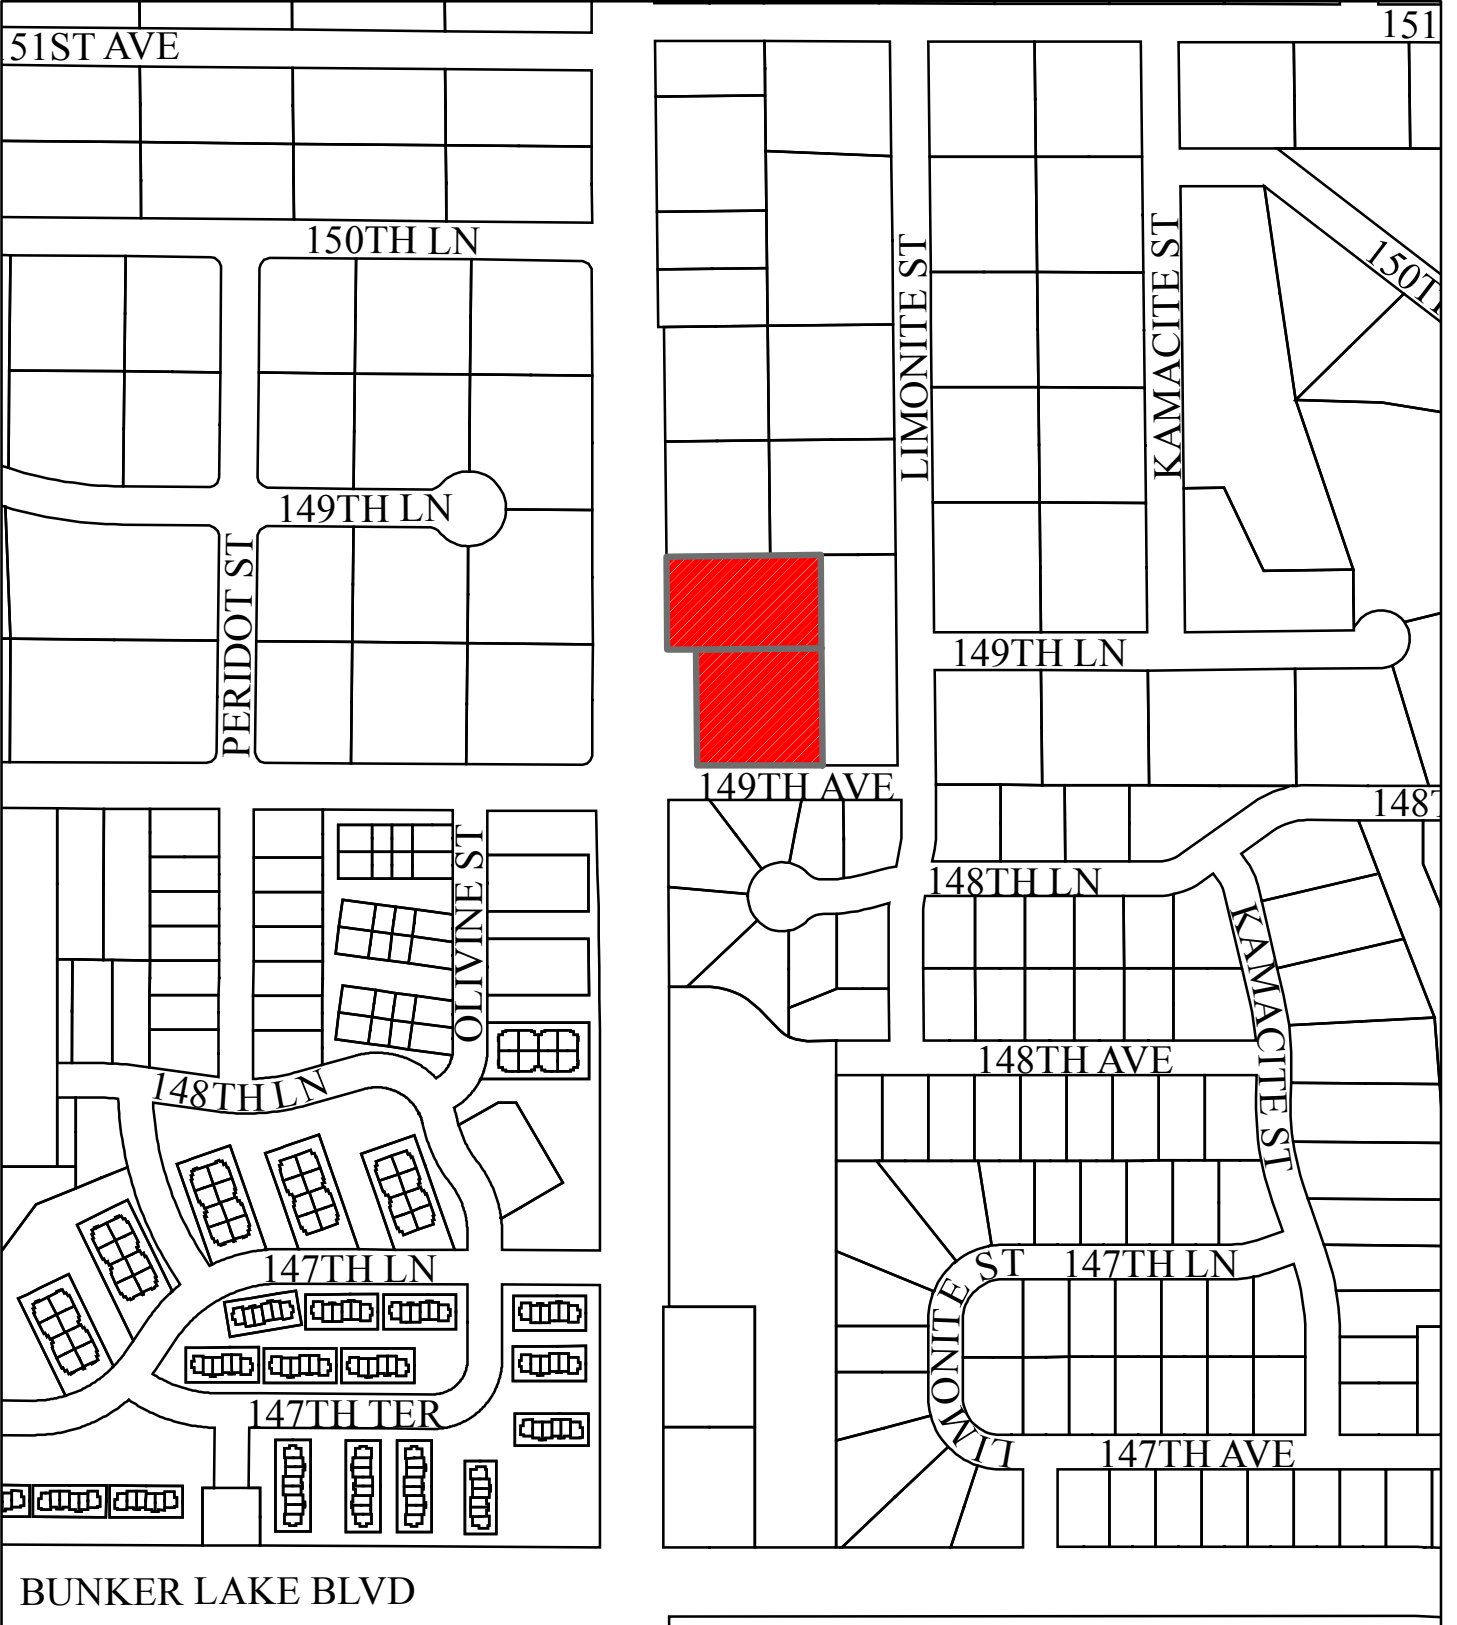 151
51ST AVE
150TH LN
LIMONITE ST
KAMACITE ST
149TH LN
PERIDOT ST
149TH LN
149TH AVE
OLIVINE ST
148TH LN
KAMACITE ST
148TH AVE
148TH LN
147TH LN
LIMONITE ST
147TH LN
147TH TER
147TH AVE
BUNKER LAKE BLVD